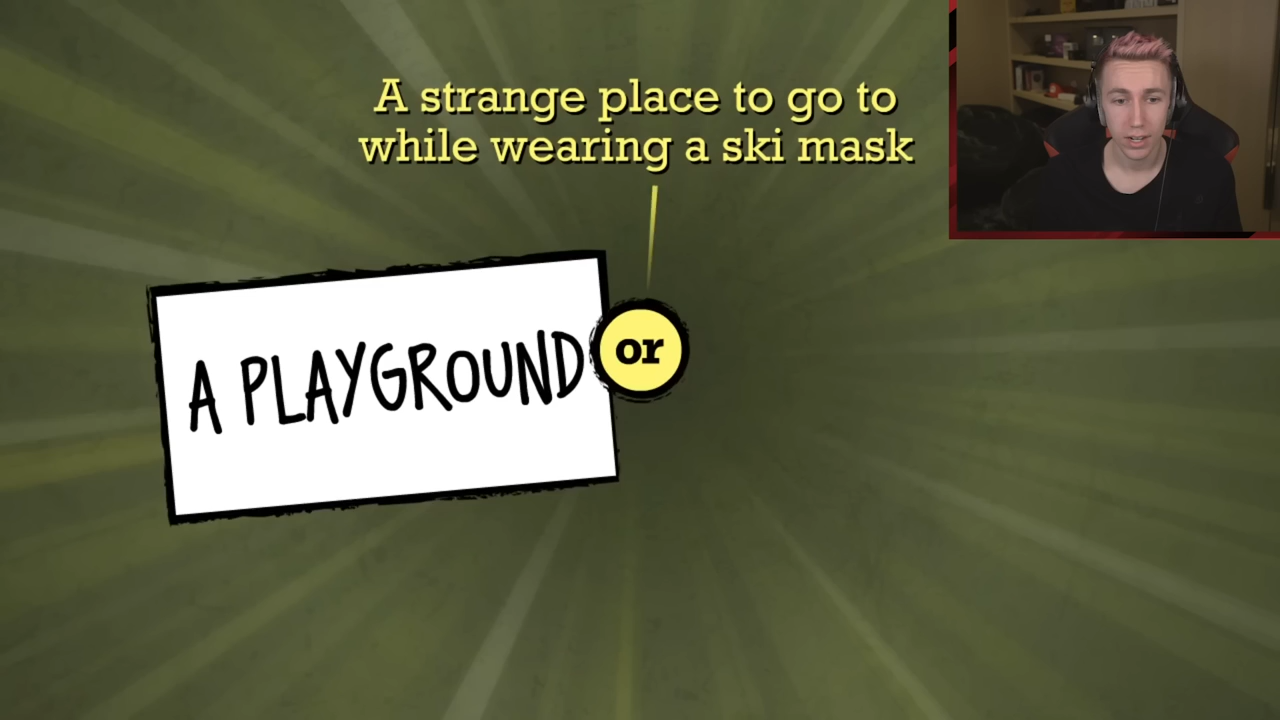 A strange place to go to
while wearing a ski mask
A PLAYGROUND
or